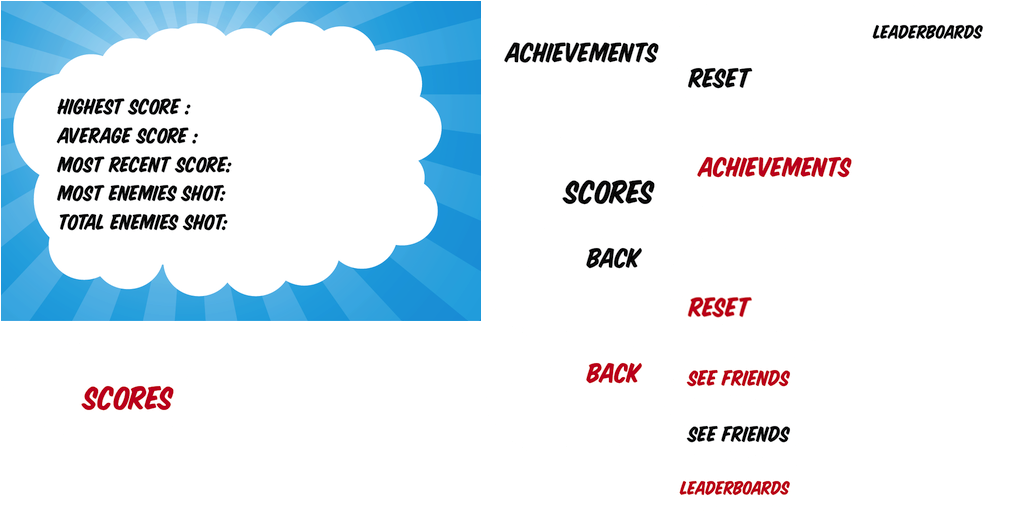 LEADERBOARDS
ACHIEVEMENTS
RESET
HIGHEST SCORE :
AVERAGE SCORE :
MOST RECENT SCORE:
MOST ENEMIES SHOT:
TOTAL ENEMIES SHOT:
ACHIEVEMENTS
SCORES
BACK
RESET
BACK
SEE FRIENDS
SCORES
SEE FRIENDS
LEADERBOARDS